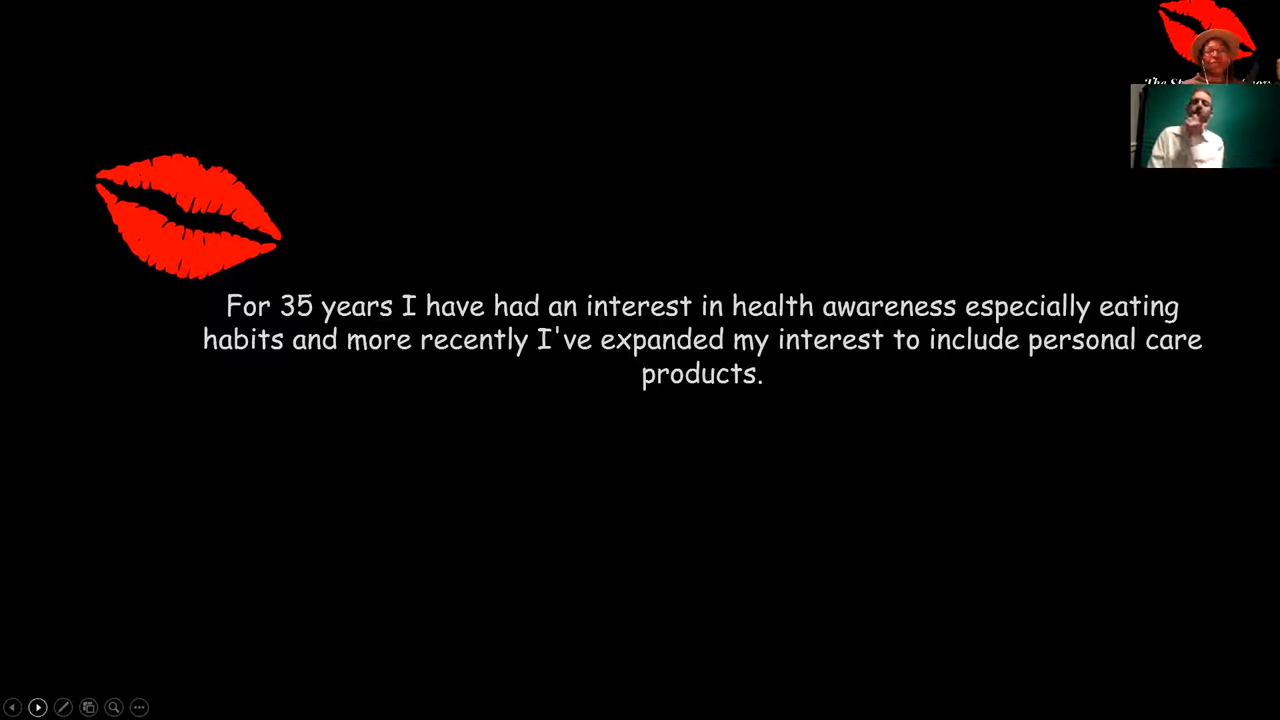 The
For 35 years I have had an interest in health awareness especially eating
habits and more recently I've expanded my interest to include personal care
products.